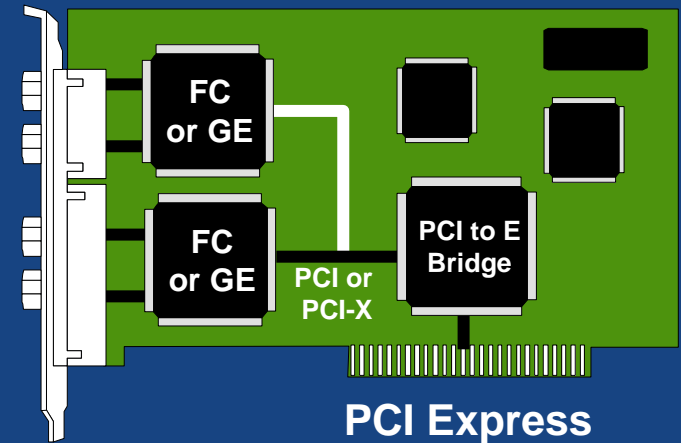 FC
or GE
FC
or GE
PCI or
PCI-X
PCI to E
Bridge
PCI Express